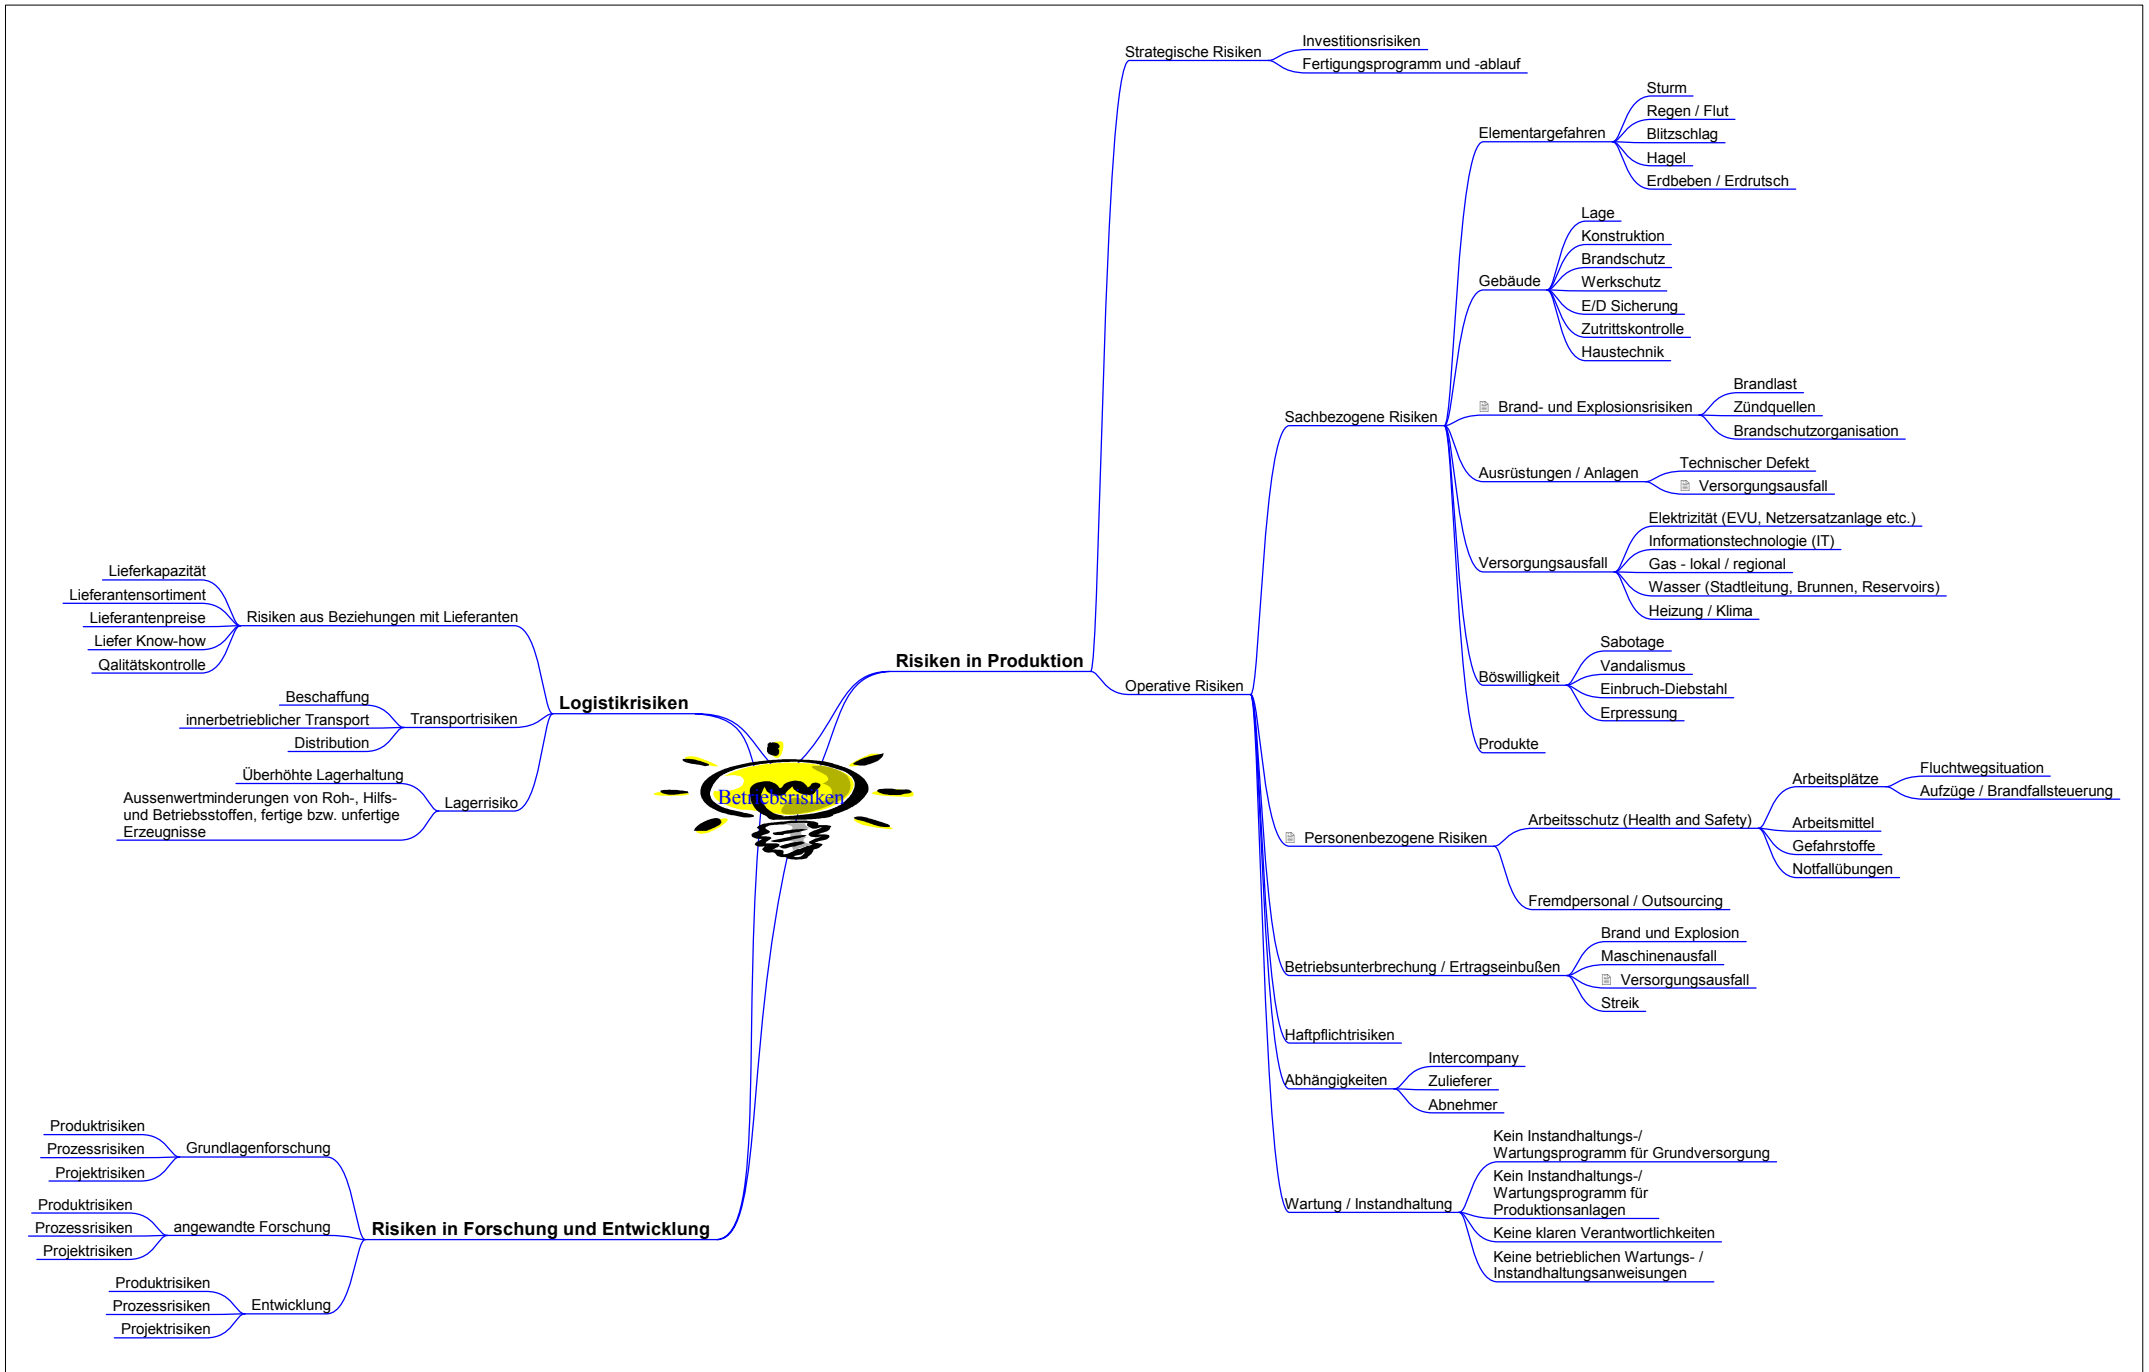 Betriebsrisiken
Risiken in Produktion
Strategische Risiken
Investitionsrisiken
Fertigungsprogramm und -ablauf
Operative Risiken
Sachbezogene Risiken
Elementargefahren
Sturm
Regen / Flut
Blitzschlag
Hagel
Erdbeben / Erdrutsch
Gebäude
Lage
Konstruktion
Brandschutz
Werkschutz
E/D Sicherung
Zutrittskontrolle
Haustechnik
Brand- und Explosionsrisiken
Brandlast
Zündquellen
Brandschutzorganisation
Ausrüstungen / Anlagen
Technischer Defekt
Versorgungsausfall
Versorgungsausfall
Elektrizität (EVU, Netzersatzanlage etc.)
Informationstechnologie (IT)
Gas - lokal / regional
Wasser (Stadtleitung, Brunnen, Reservoirs)
Heizung / Klima
Böswilligkeit
Sabotage
Vandalismus
Einbruch-Diebstahl
Erpressung
Produkte
Personenbezogene Risiken
Arbeitsschutz (Health and Safety)
Arbeitsplätze
Fluchtwegsituation
Aufzüge / Brandfallsteuerung
Arbeitsmittel
Gefahrstoffe
Notfallübungen
Fremdpersonal / Outsourcing
Betriebsunterbrechung / Ertragseinbußen
Brand und Explosion
Maschinenausfall
Versorgungsausfall
Streik
Haftpflichtrisiken
Abhängigkeiten
Intercompany
Zulieferer
Abnehmer
Wartung / Instandhaltung
Kein Instandhaltungs-/
Wartungsprogramm für Grundversorgung
Kein Instandhaltungs-/
Wartungsprogramm für
Produktionsanlagen
Keine klaren Verantwortlichkeiten
Keine betrieblichen Wartungs- /
Instandhaltungsanweisungen
Logistikrisiken
Risiken aus Beziehungen mit Lieferanten
Lieferkapazität
Lieferantensortiment
Lieferantenpreise
Liefer Know-how
Qalitätskontrolle
Transportrisiken
Beschaffung
innerbetrieblicher Transport
Distribution
Lagerrisiko
Überhöhte Lagerhaltung
Aussenwertminderungen von Roh-, Hilfs-
und Betriebsstoffen, fertige bzw. unfertige
Erzeugnisse
Risiken in Forschung und Entwicklung
Grundlagenforschung
Produktrisiken
Prozessrisiken
Projektrisiken
angewandte Forschung
Produktrisiken
Prozessrisiken
Projektrisiken
Entwicklung
Produktrisiken
Prozessrisiken
Projektrisiken